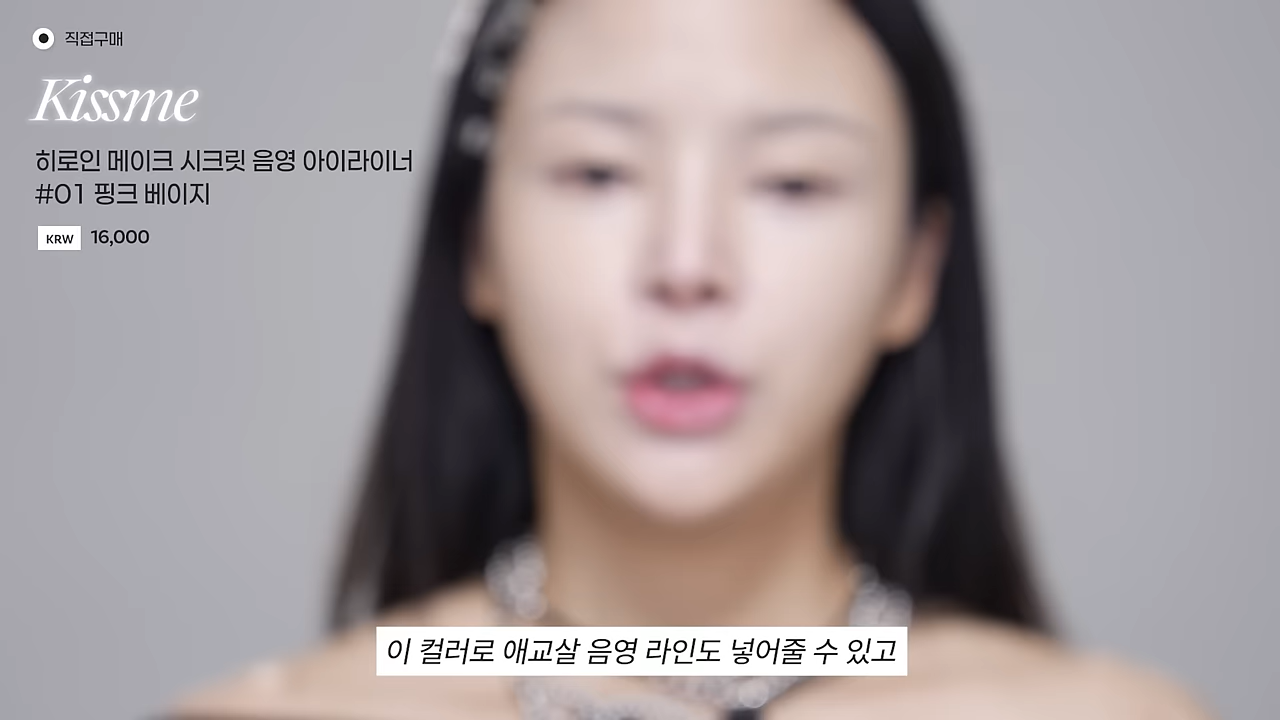 직접구매
Kissme
히로인 메이크 시크릿 음영 아이라이너
#01 핑크 베이지
KRW 16,000
이 컬러로 애교살 음영 라인도 넣어줄 수 있고